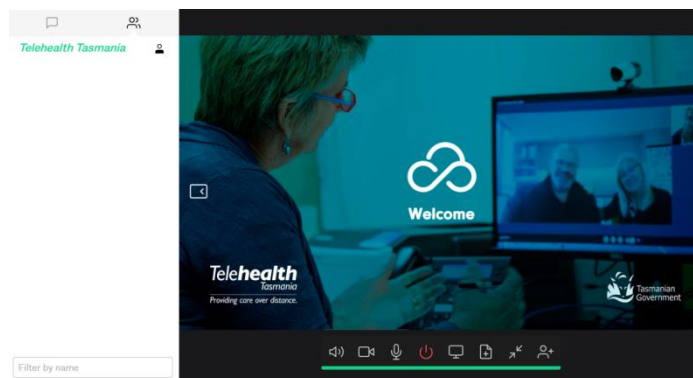 Telehealth Tasmania
Welcome
Telehealth
Tasmania
Providing care over distance.
Tasmanian
Government
Filter by name